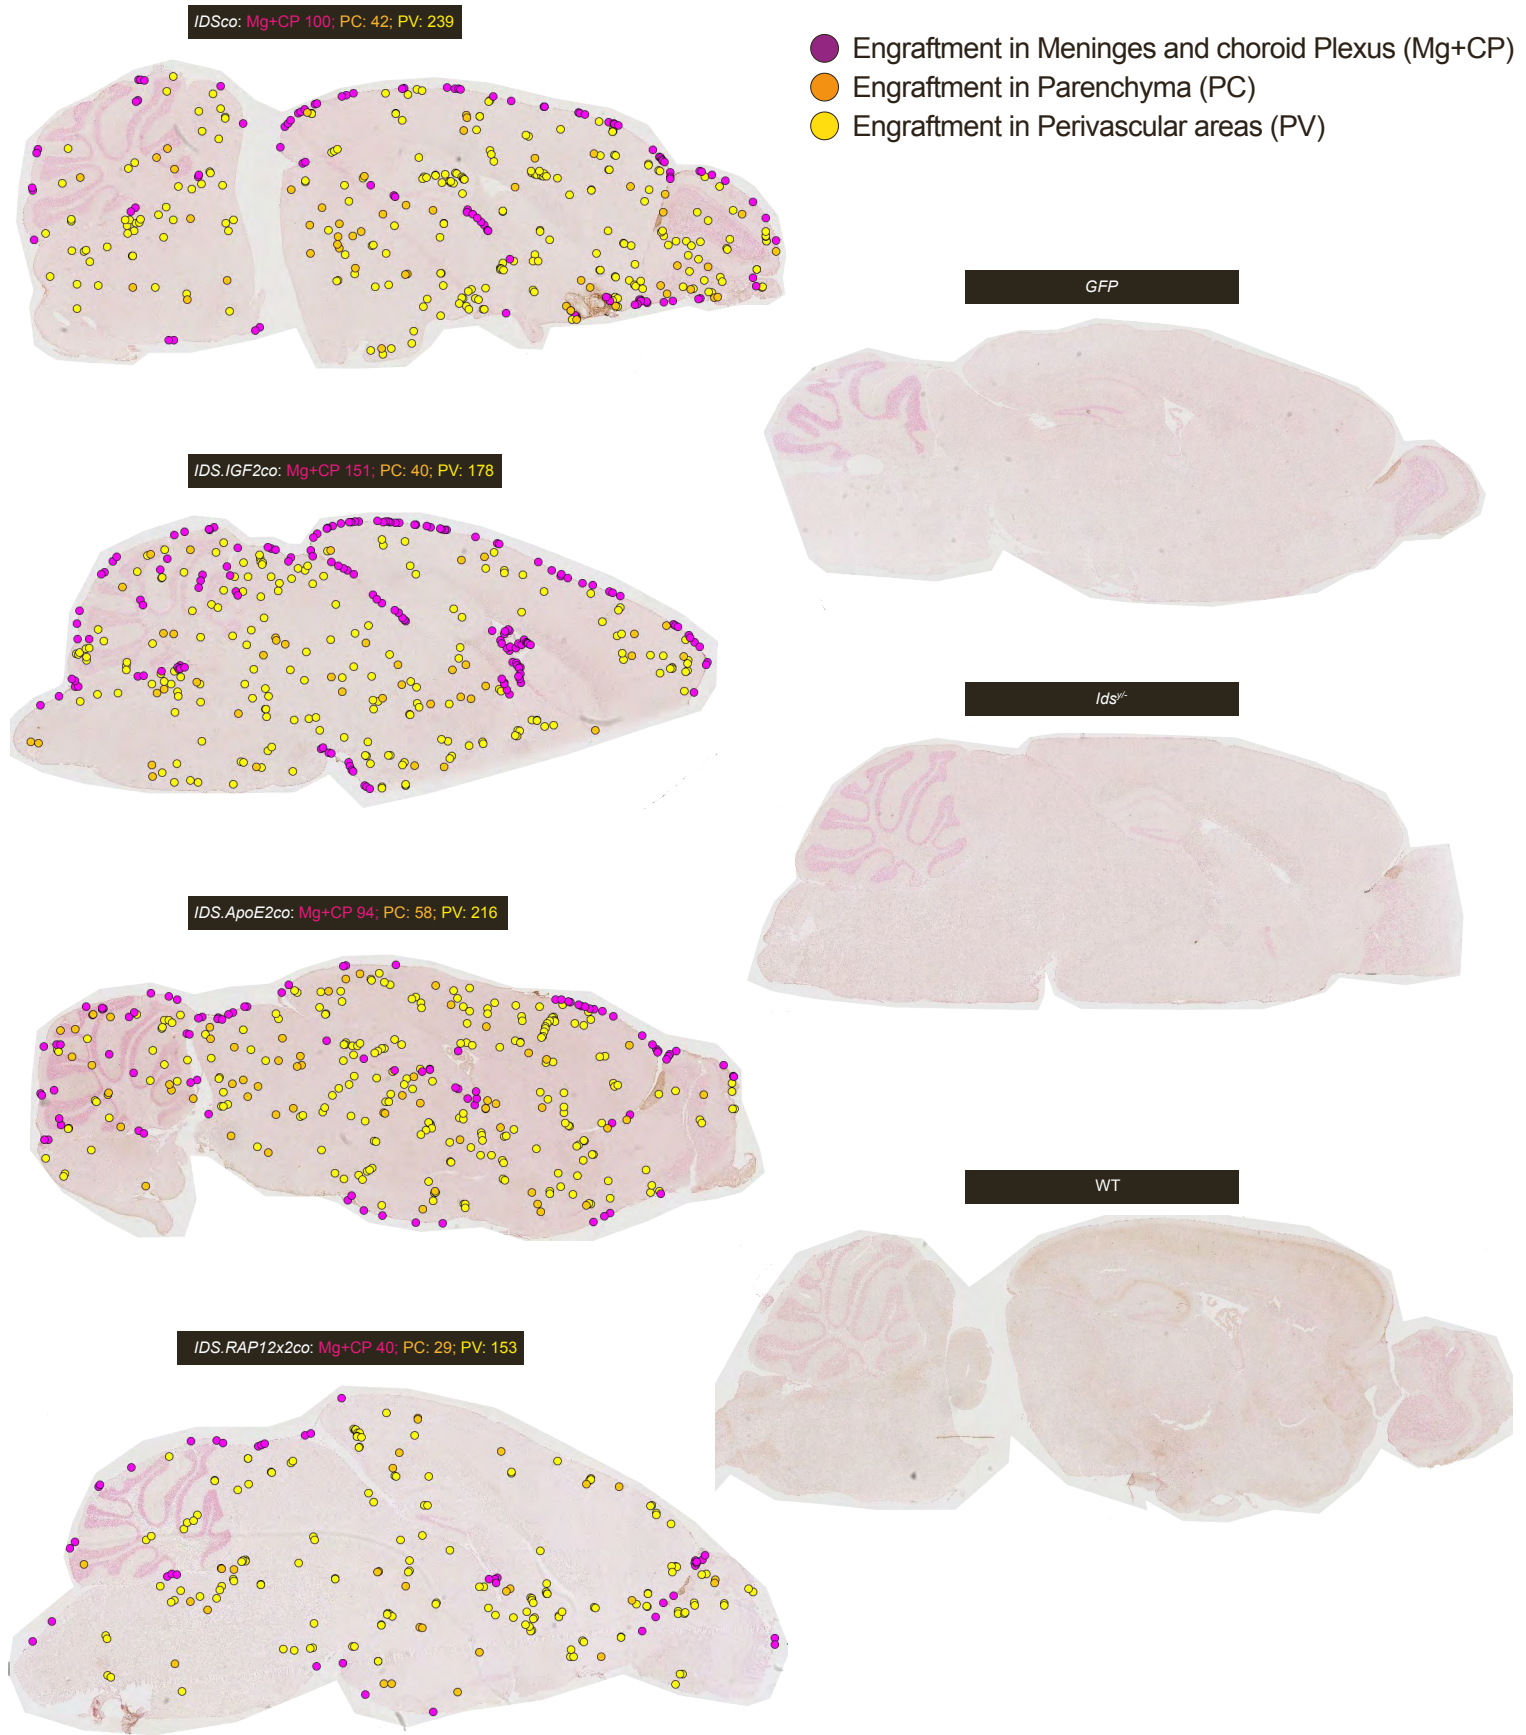 IDSco: Mg+CP 100; PC: 42; PV: 239
Engraftment in Meninges and choroid Plexus (Mg+CP)
Engraftment in Parenchyma (PC)
Engraftment in Perivascular areas (PV)
GFP
IDS.IGF2co: Mg+CP 151; PC: 40; PV: 178
Idsy/-
IDS.ApoE2co: Mg+CP 94; PC: 58; PV: 216
WT
IDS.RAP12x2co: Mg+CP 40; PC: 29; PV: 153